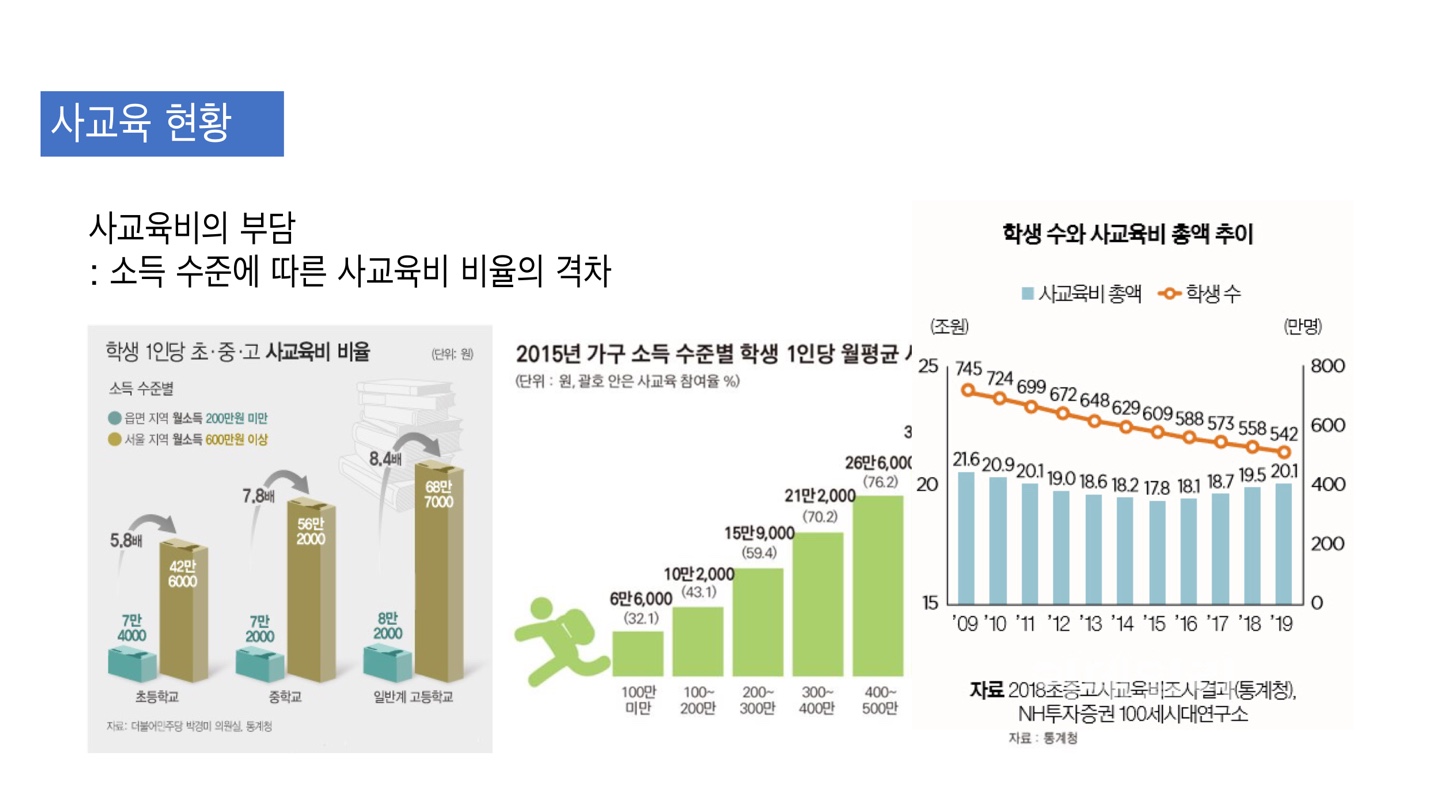 사교육 현황
사교육비의 부담
: 소득 수준에 따른 사교육비 비율의 격차
학생 1인당 초·중·고 사교육비 비율
(단위: 원)
소득 수준별
읍면 지역 월소득 200만원 미만
서울 지역 월소득 600만원 이상
5.8배
7만
4000
42만
6000
초등학교
7.8배
7만
2000
56만
2000
중학교
8.4배
8만
2000
68만
7000
일반계 고등학교
자료: 더불어민주당 박경미 의원실, 통계청
2015년 가구 소득 수준별 학생 1인당 월평균
(단위 : 원, 괄호 안은 사교육 참여율 %)
6만6,000
(32.1)
10만2,000
(43.1)
15만9,000
(59.4)
21만2,000
(70.2)
26만6,000
(76.2)
3
100만
미만
100~
200만
200~
300만
300~
400만
400~
500만
학생 수와 사교육비 총액 추이
사교육비 총액 학생 수
(조원) (만명)
25 20 15
800 600 400 200 0
745 724 699 672 648 629 609 588 573 558 542
21.6 20.9 20.1 19.0 18.6 18.2 17.8 18.1 18.7 19.5 20.1
'09 '10 '11 '12 '13 '14 '15 '16 '17 '18 '19
자료 2018초중고사교육비조사결과(통계청),
NH투자증권 100세시대연구소
자료 : 통계청